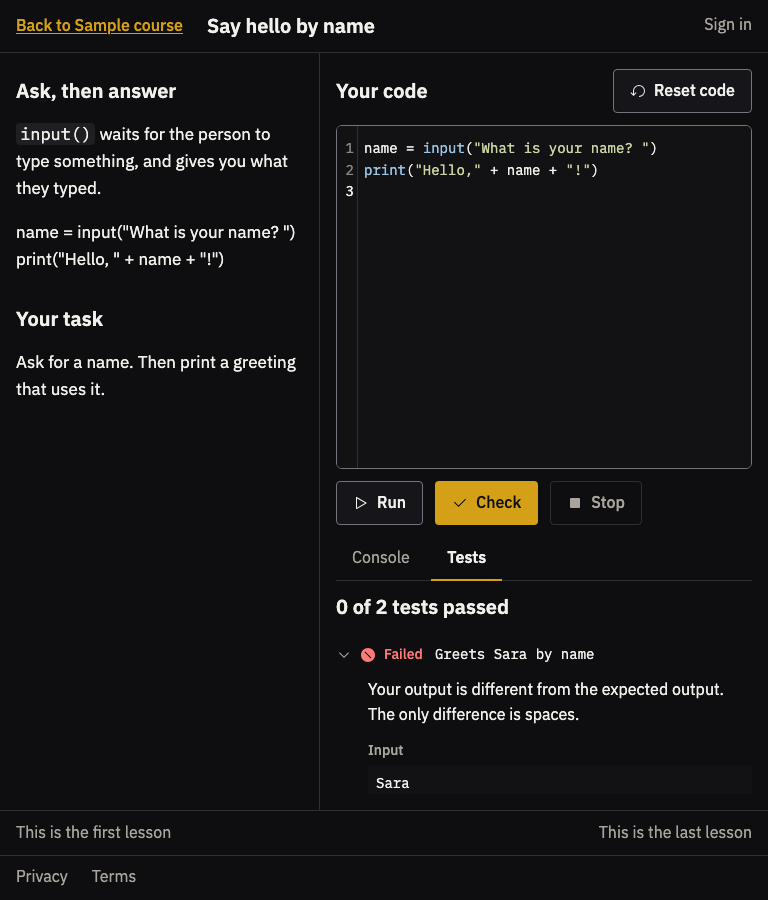 Back to Sample course
Say hello by name
Sign in
Ask, then answer
input() waits for the person to
type something, and gives you what
they typed.
name = input("What is your name? ")
print("Hello, " + name + "!")
Your task
Ask for a name. Then print a greeting
that uses it.
Your code
Reset code
1 name = input("What is your name? ")
2 print("Hello," + name + "!")
3
Run
Check
Stop
Console
Tests
0 of 2 tests passed
Failed Greets Sara by name
Your output is different from the expected output.
The only difference is spaces.
Input
Sara
This is the first lesson
This is the last lesson
Privacy
Terms